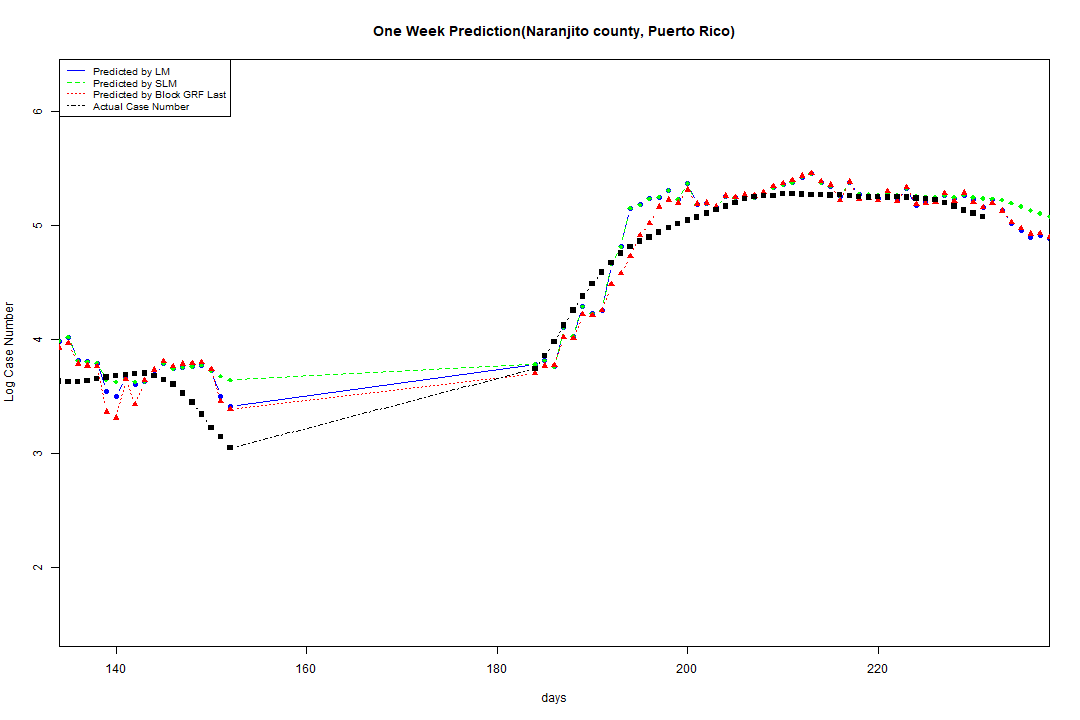 One Week Prediction(Naranjito county, Puerto Rico)
Predicted by LM
Predicted by SLM
Predicted by Block GRF Last
Actual Case Number
6
5
4
3
2
Log Case Number
140 160 180 200 220
days